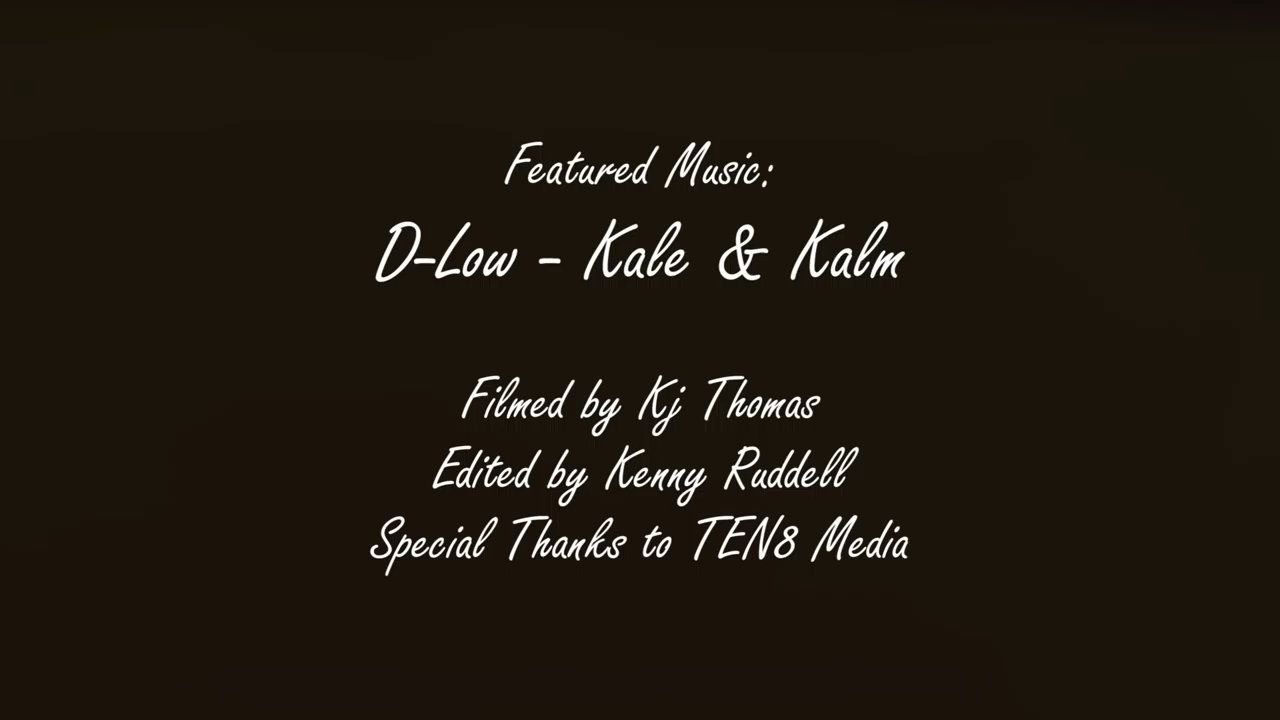 Featured Music:
D-Low - Kale & Kalm
Filmed by Kj Thomas
Edited by Kenny Ruddell
Special Thanks to TEN8 Media